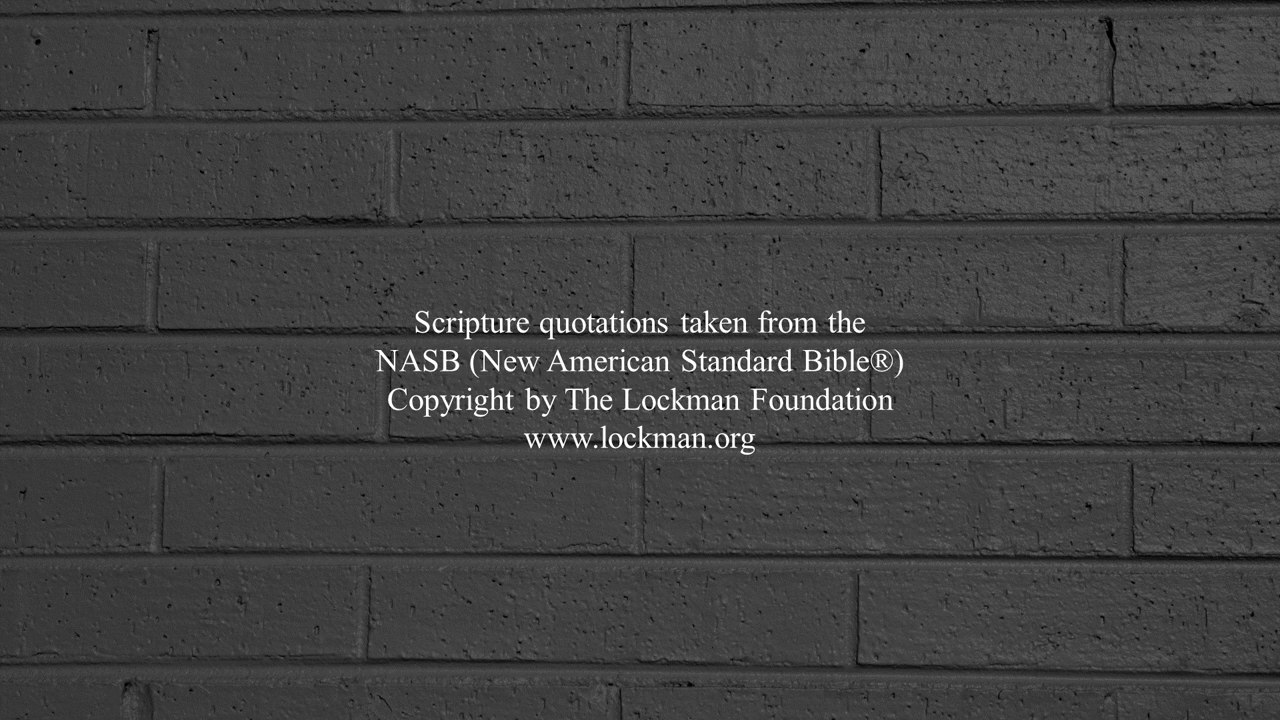 Scripture quotations taken from the
NASB (New American Standard Bible®)
Copyright by The Lockman Foundation
www.lockman.org